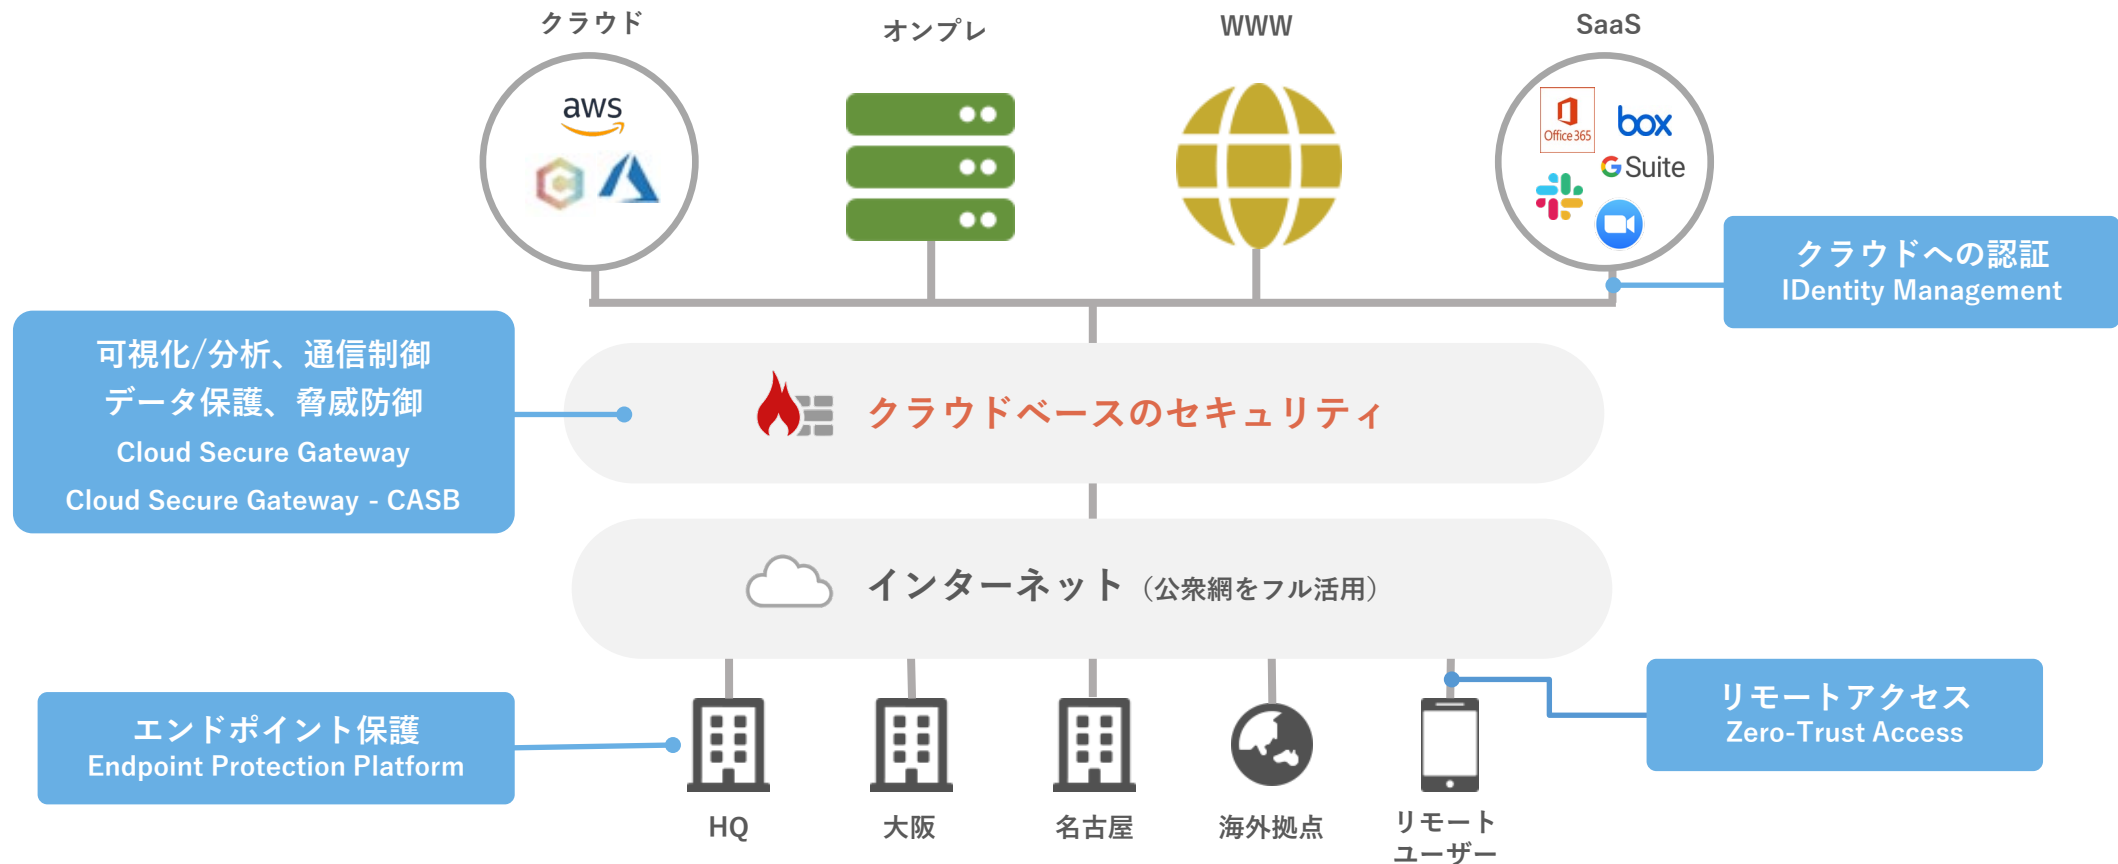 クラウド
オンプレ
WWW
SaaS
aws
Office 365
box
G Suite
クラウドへの認証
IDentity Management
可視化/分析、通信制御
データ保護、脅威防御
Cloud Secure Gateway
Cloud Secure Gateway - CASB
クラウドベースのセキュリティ
インターネット（公衆網をフル活用）
エンドポイント保護
Endpoint Protection Platform
リモートアクセス
Zero-Trust Access
HQ
大阪
名古屋
海外拠点
リモート
ユーザー